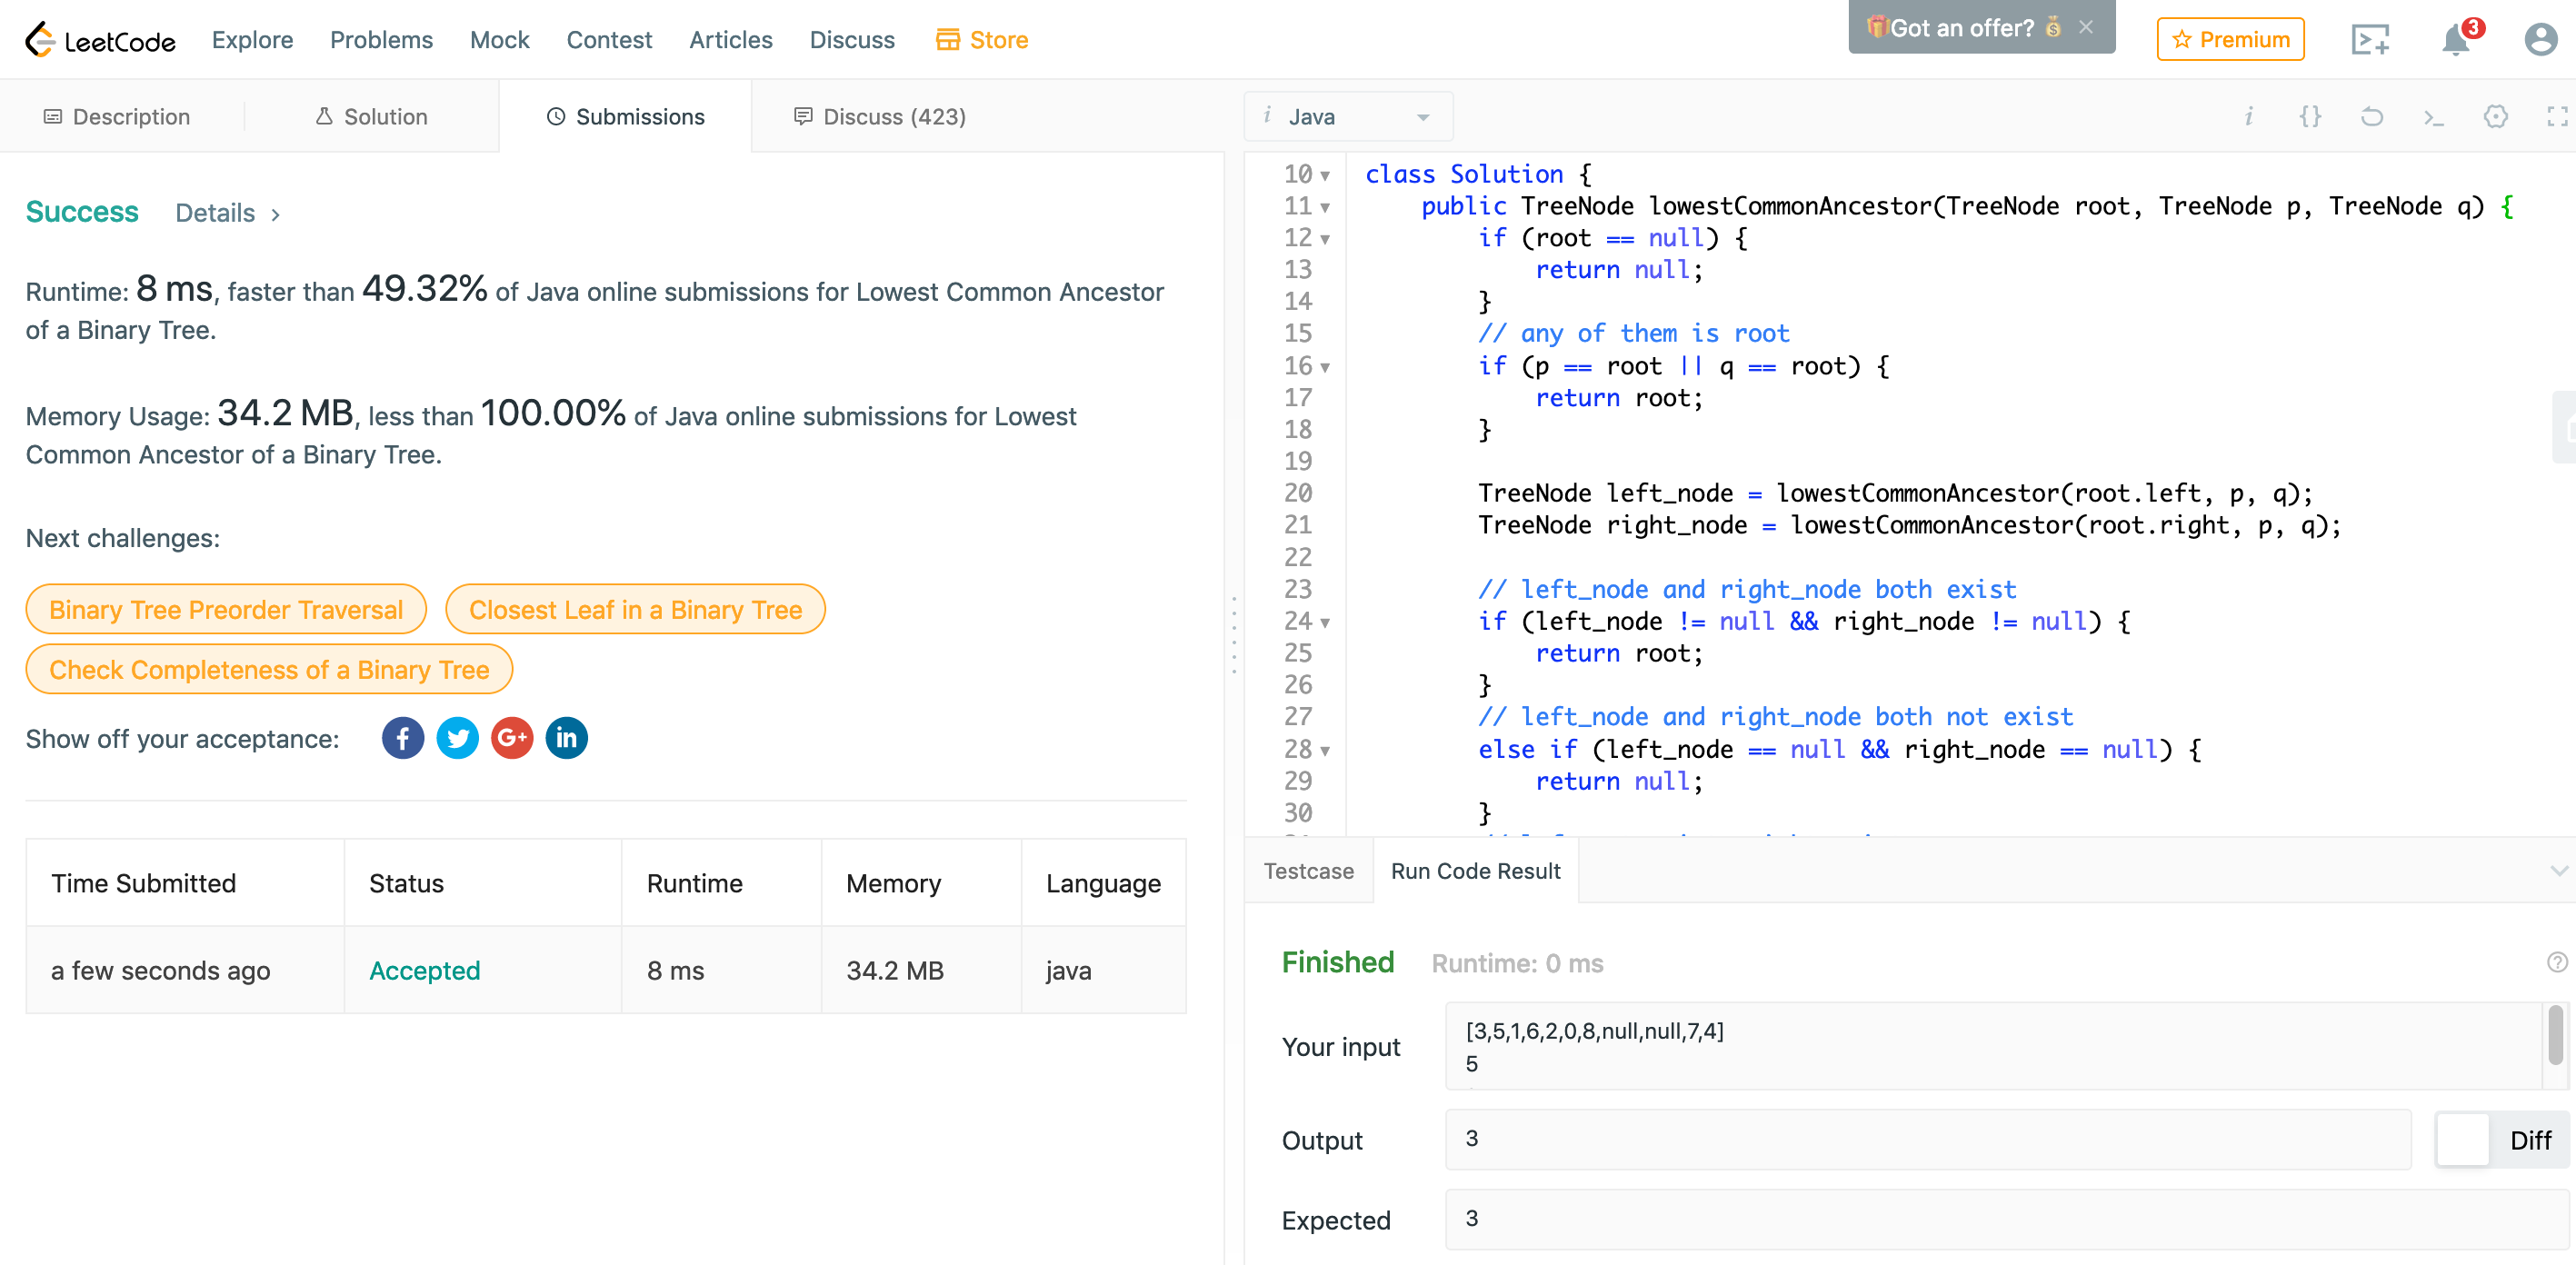 LeetCode Explore Problems Mock Contest Articles Discuss Store Got an offer? Premium 3
Description Solution Submissions Discuss (423)
Success Details >
Runtime: 8 ms, faster than 49.32% of Java online submissions for Lowest Common Ancestor
of a Binary Tree.
Memory Usage: 34.2 MB, less than 100.00% of Java online submissions for Lowest
Common Ancestor of a Binary Tree.
Next challenges:
Binary Tree Preorder Traversal Closest Leaf in a Binary Tree
Check Completeness of a Binary Tree
Show off your acceptance: f G+ in
Time Submitted Status Runtime Memory Language
a few seconds ago Accepted 8 ms 34.2 MB java
i Java i {} >_
10 class Solution {
11 public TreeNode lowestCommonAncestor(TreeNode root, TreeNode p, TreeNode q) {
12 if (root == null) {
13 return null;
14 }
15 // any of them is root
16 if (p == root || q == root) {
17 return root;
18 }
19
20 TreeNode left_node = lowestCommonAncestor(root.left, p, q);
21 TreeNode right_node = lowestCommonAncestor(root.right, p, q);
22
23 // left_node and right_node both exist
24 if (left_node != null && right_node != null) {
25 return root;
26 }
27 // left_node and right_node both not exist
28 else if (left_node == null && right_node == null) {
29 return null;
30 }
Testcase Run Code Result
Finished Runtime: 0 ms
Your input
[3,5,1,6,2,0,8,null,null,7,4]
5
Output 3 Diff
Expected 3